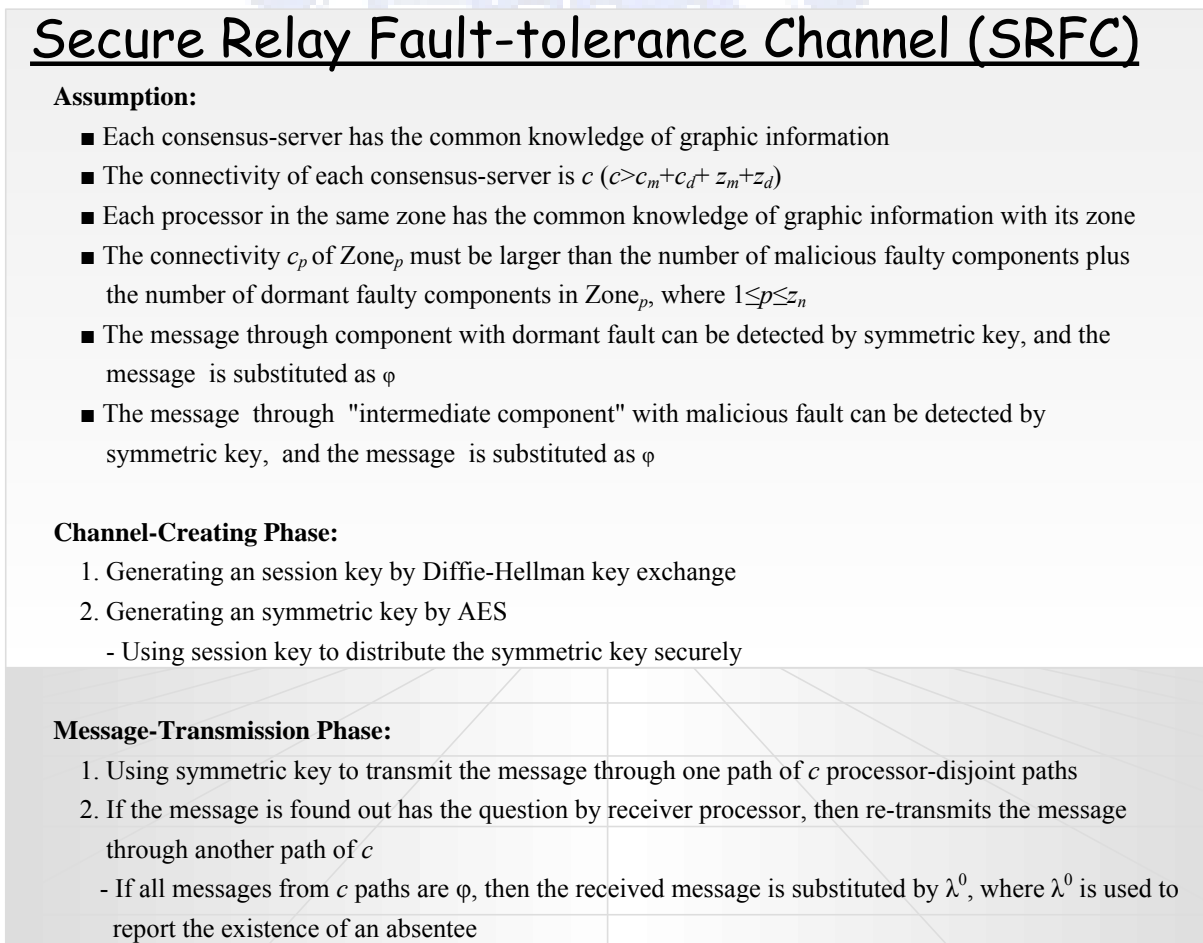 Secure Relay Fault-tolerance Channel (SRFC)
Assumption:
■ Each consensus-server has the common knowledge of graphic information
■ The connectivity of each consensus-server is c (c>cₘ+c_d+ zₘ+z_d)
■ Each processor in the same zone has the common knowledge of graphic information with its zone
■ The connectivity cₚ of Zoneₚ must be larger than the number of malicious faulty components plus
the number of dormant faulty components in Zoneₚ, where 1≤p≤zₙ
■ The message through component with dormant fault can be detected by symmetric key, and the
message is substituted as φ
■ The message through "intermediate component" with malicious fault can be detected by
symmetric key, and the message is substituted as φ
Channel-Creating Phase:
1. Generating an session key by Diffie-Hellman key exchange
2. Generating an symmetric key by AES
- Using session key to distribute the symmetric key securely
Message-Transmission Phase:
1. Using symmetric key to transmit the message through one path of c processor-disjoint paths
2. If the message is found out has the question by receiver processor, then re-transmits the message
through another path of c
- If all messages from c paths are φ, then the received message is substituted by λ⁰, where λ⁰ is used to
report the existence of an absentee